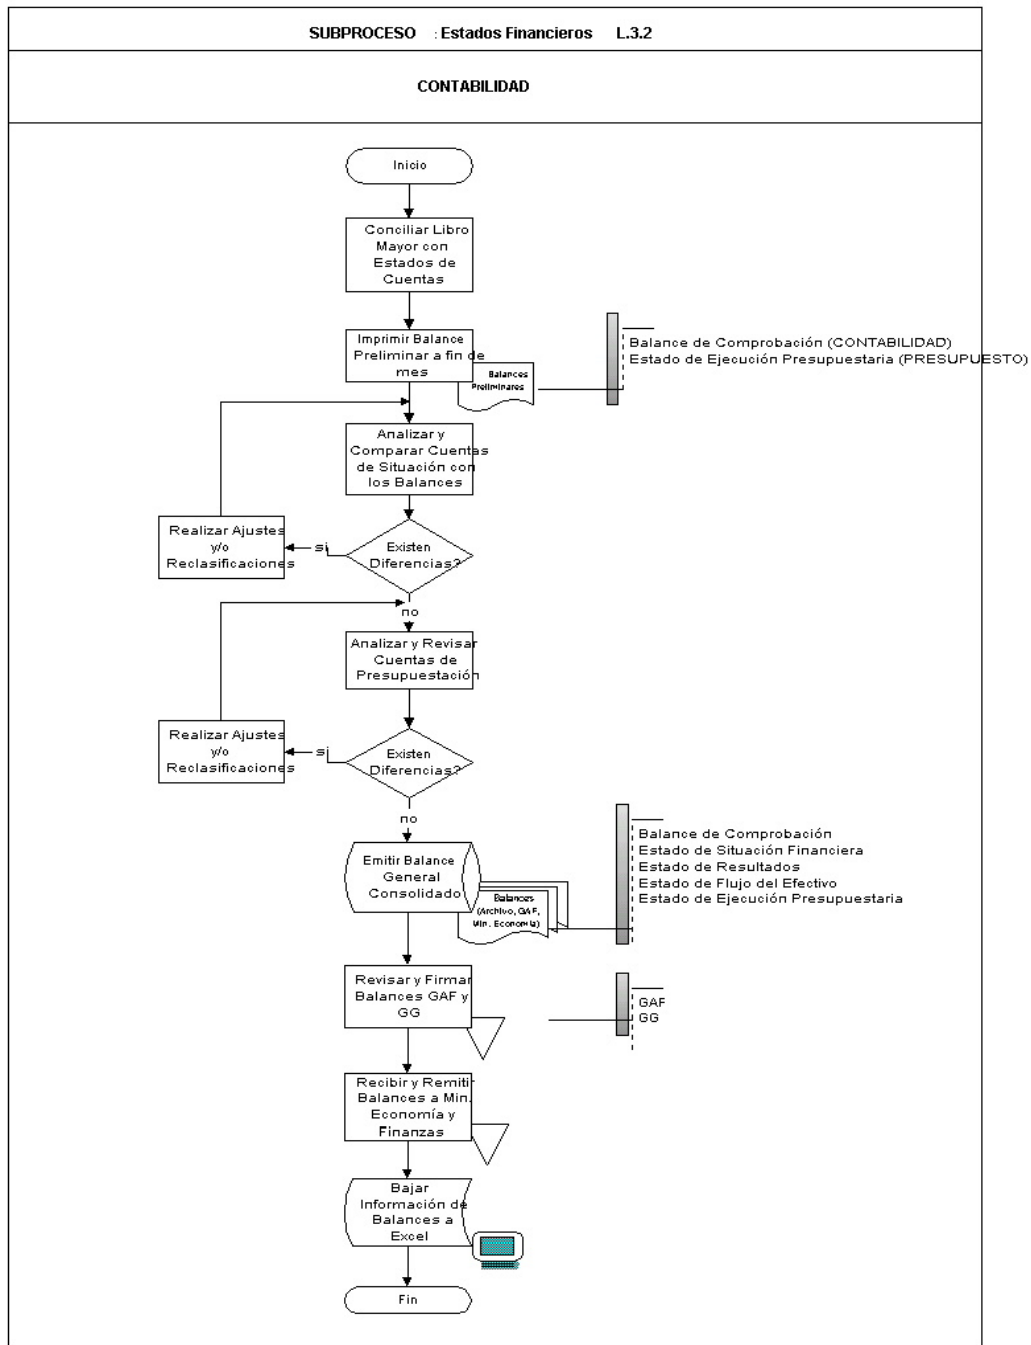 SUBPROCESO : Estados Financieros L.3.2
CONTABILIDAD
Inicio
Conciliar Libro
Mayor con
Estados de
Cuentas
Imprimir Balance
Preliminar a fin de
mes
Balances
Preliminares
Balance de Comprobación (CONTABILIDAD)
Estado de Ejecución Presupuestaria (PRESUPUESTO)
Analizar y
Comparar Cuentas
de Situación con
los Balances
Realizar Ajustes
y/o
Reclasificaciones
si
Existen
Diferencias?
no
Analizar y Revisar
Cuentas de
Presupuestación
Realizar Ajustes
y/o
Reclasificaciones
si
Existen
Diferencias?
no
Emitir Balance
General
Consolidado
Balances
(Archivo, GAF,
Min. Economía)
Balance de Comprobación
Estado de Situación Financiera
Estado de Resultados
Estado de Flujo del Efectivo
Estado de Ejecución Presupuestaria
Revisar y Firmar
Balances GAF y
GG
GAF
GG
Recibir y Remitir
Balances a Min.
Economía y
Finanzas
Bajar
Información de
Balances a
Excel
Fin